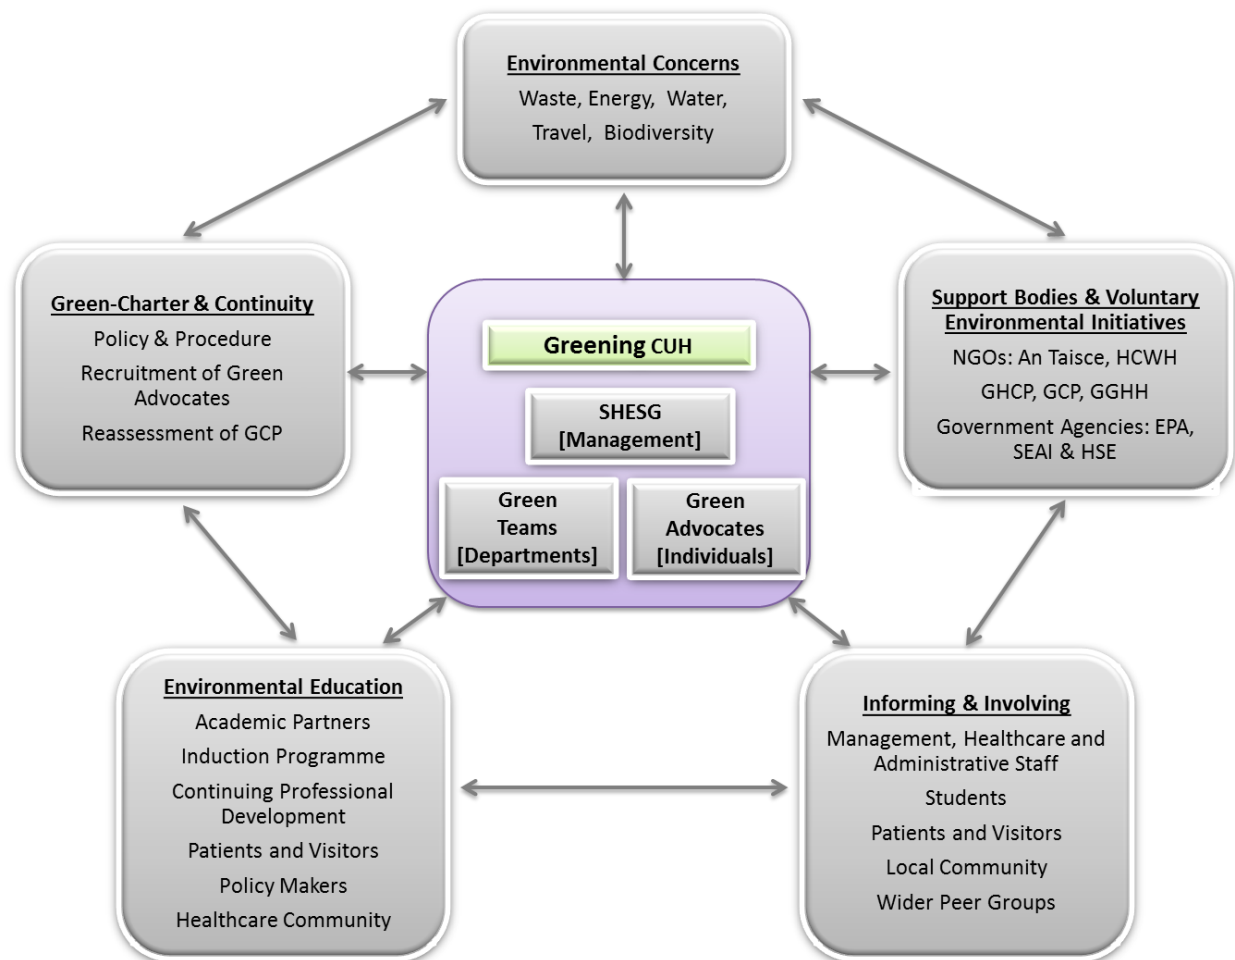 Environmental Concerns
Waste, Energy, Water,
Travel, Biodiversity
Green-Charter & Continuity
Policy & Procedure
Recruitment of Green
Advocates
Reassessment of GCP
Greening CUH
SHESG
[Management]
Green
Teams
[Departments]
Green
Advocates
[Individuals]
Support Bodies & Voluntary
Environmental Initiatives
NGOs: An Taisce, HCWH
GHCP, GCP, GGHH
Government Agencies: EPA,
SEAI & HSE
Environmental Education
Academic Partners
Induction Programme
Continuing Professional
Development
Patients and Visitors
Policy Makers
Healthcare Community
Informing & Involving
Management, Healthcare and
Administrative Staff
Students
Patients and Visitors
Local Community
Wider Peer Groups